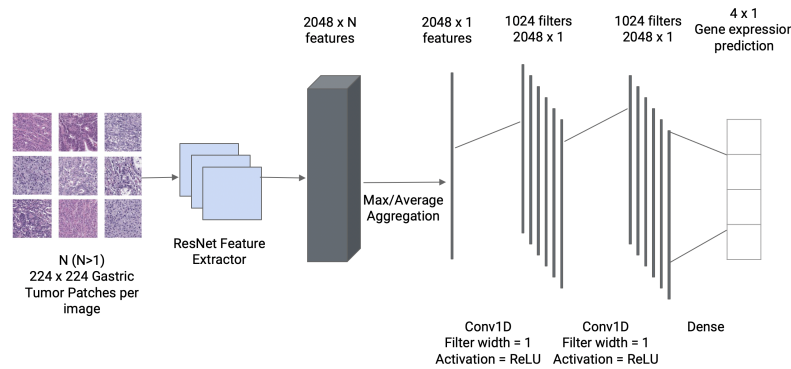 2048 x N
features
2048 x 1
features
1024 filters
2048 x 1
1024 filters
2048 x 1
4 x 1
Gene expression
prediction
Max/Average
Aggregation
ResNet Feature
Extractor
N (N>1)
224 x 224 Gastric
Tumor Patches per
image
Conv1D
Filter width = 1
Activation = ReLU
Conv1D
Filter width = 1
Activation = ReLU
Dense